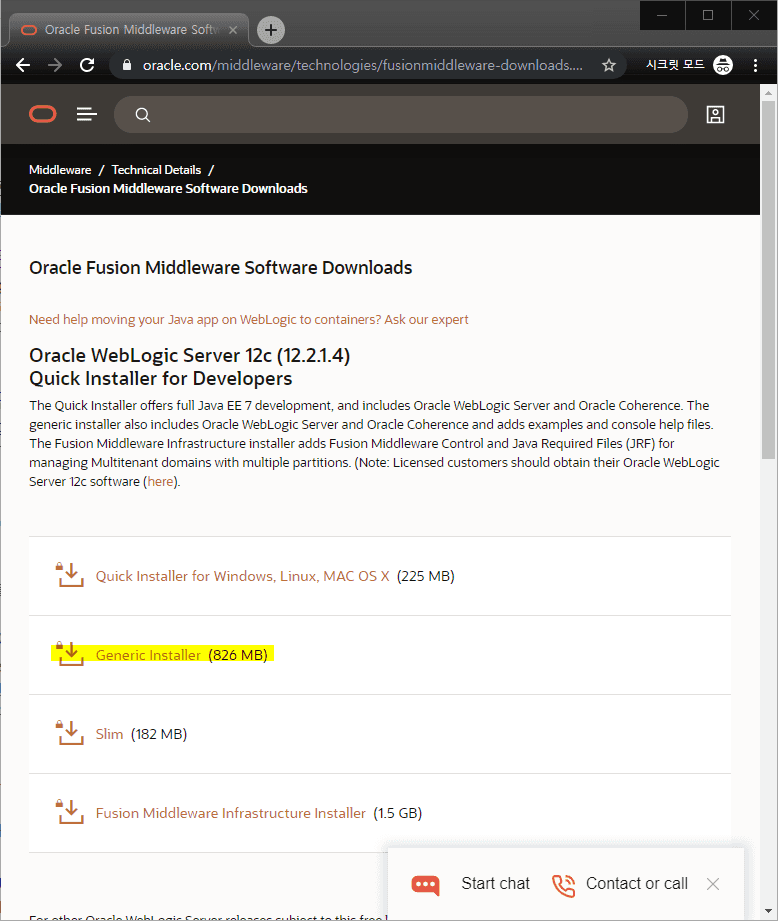 Oracle Fusion Middleware Softw
oracle.com/middleware/technologies/fusionmiddleware-downloads....
시크릿 모드
Middleware / Technical Details /
Oracle Fusion Middleware Software Downloads
Oracle Fusion Middleware Software Downloads
Need help moving your Java app on WebLogic to containers? Ask our expert
Oracle WebLogic Server 12c (12.2.1.4)
Quick Installer for Developers
The Quick Installer offers full Java EE 7 development, and includes Oracle WebLogic Server and Oracle Coherence. The
generic installer also includes Oracle WebLogic Server and Oracle Coherence and adds examples and console help files.
The Fusion Middleware Infrastructure installer adds Fusion Middleware Control and Java Required Files (JRF) for
managing Multitenant domains with multiple partitions. (Note: Licensed customers should obtain their Oracle WebLogic
Server 12c software (here).
Quick Installer for Windows, Linux, MAC OS X (225 MB)
Generic Installer (826 MB)
Slim (182 MB)
Fusion Middleware Infrastructure Installer (1.5 GB)
Start chat
Contact or call
For other Oracle WebLogic Server releases subject to this free